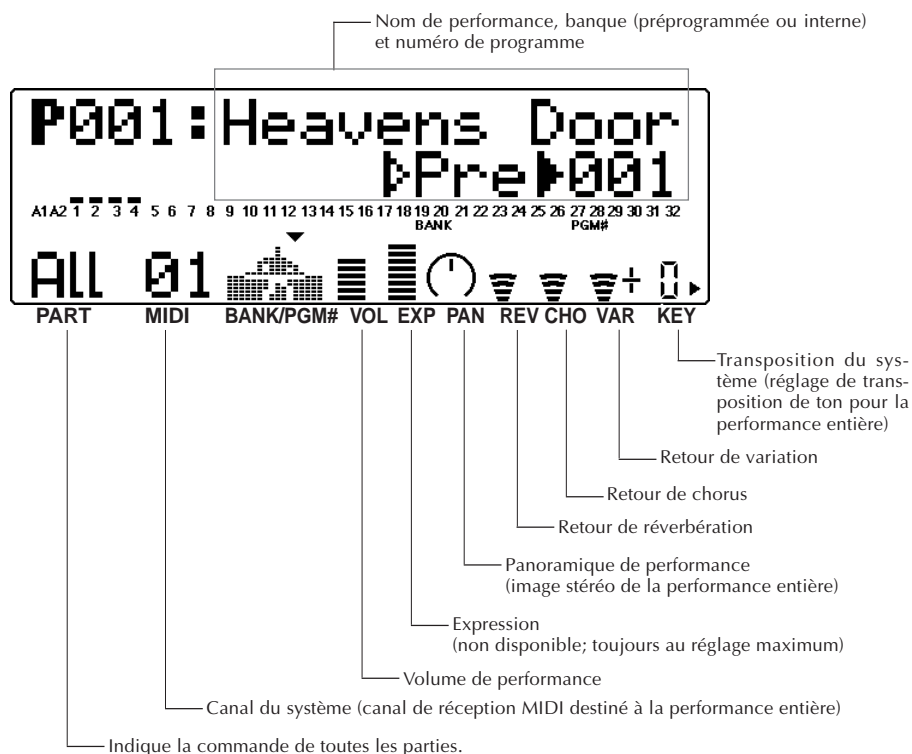 Nom de performance, banque (préprogrammée ou interne)
et numéro de programme
P001:Heavens Door
▷Pre▶001
A1 A2 1 2 3 4 5 6 7 8 9 10 11 12 13 14 15 16 17 18 19 20 21 22 23 24 25 26 27 28 29 30 31 32
BANK PGM#
All 01 0
PART MIDI BANK/PGM# VOL EXP PAN REV CHO VAR KEY
Transposition du sys-
tème (réglage de trans-
position de ton pour la
performance entière)
Retour de variation
Retour de chorus
Retour de réverbération
Panoramique de performance
(image stéréo de la performance entière)
Expression
(non disponible; toujours au réglage maximum)
Volume de performance
Canal du système (canal de réception MIDI destiné à la performance entière)
Indique la commande de toutes les parties.